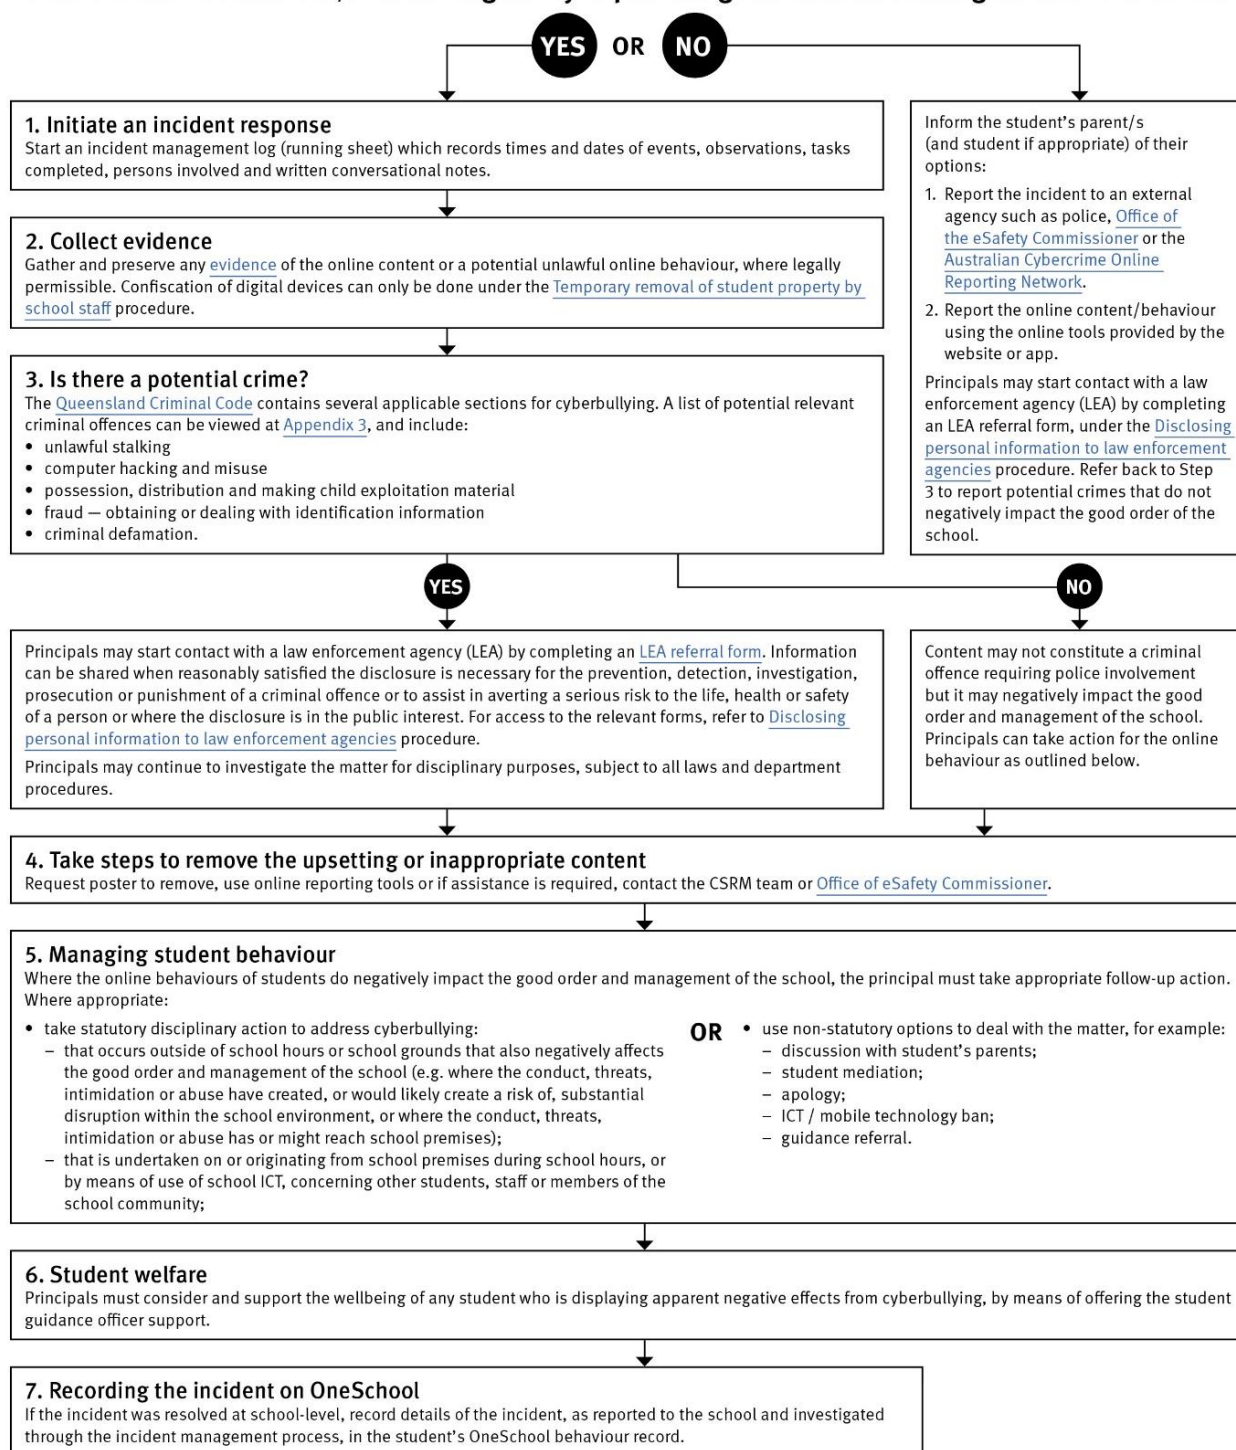 YES OR NO
1. Initiate an incident response
Start an incident management log (running sheet) which records times and dates of events, observations, tasks
completed, persons involved and written conversational notes.
2. Collect evidence
Gather and preserve any evidence of the online content or a potential unlawful online behaviour, where legally
permissible. Confiscation of digital devices can only be done under the Temporary removal of student property by
school staff procedure.
3. Is there a potential crime?
The Queensland Criminal Code contains several applicable sections for cyberbullying. A list of potential relevant
criminal offences can be viewed at Appendix 3, and include:
• unlawful stalking
• computer hacking and misuse
• possession, distribution and making child exploitation material
• fraud — obtaining or dealing with identification information
• criminal defamation.
Inform the student's parent/s
(and student if appropriate) of their
options:
1. Report the incident to an external
agency such as police, Office of
the eSafety Commissioner or the
Australian Cybercrime Online
Reporting Network.
2. Report the online content/behaviour
using the online tools provided by the
website or app.
Principals may start contact with a law
enforcement agency (LEA) by completing
an LEA referral form, under the Disclosing
personal information to law enforcement
agencies procedure. Refer back to Step
3 to report potential crimes that do not
negatively impact the good order of the
school.
YES
NO
Principals may start contact with a law enforcement agency (LEA) by completing an LEA referral form. Information
can be shared when reasonably satisfied the disclosure is necessary for the prevention, detection, investigation,
prosecution or punishment of a criminal offence or to assist in averting a serious risk to the life, health or safety
of a person or where the disclosure is in the public interest. For access to the relevant forms, refer to Disclosing
personal information to law enforcement agencies procedure.
Principals may continue to investigate the matter for disciplinary purposes, subject to all laws and department
procedures.
Content may not constitute a criminal
offence requiring police involvement
but it may negatively impact the good
order and management of the school.
Principals can take action for the online
behaviour as outlined below.
4. Take steps to remove the upsetting or inappropriate content
Request poster to remove, use online reporting tools or if assistance is required, contact the CSRM team or Office of eSafety Commissioner.
5. Managing student behaviour
Where the online behaviours of students do negatively impact the good order and management of the school, the principal must take appropriate follow-up action.
Where appropriate:
• take statutory disciplinary action to address cyberbullying:
– that occurs outside of school hours or school grounds that also negatively affects
the good order and management of the school (e.g. where the conduct, threats,
intimidation or abuse have created, or would likely create a risk of, substantial
disruption within the school environment, or where the conduct, threats,
intimidation or abuse has or might reach school premises);
– that is undertaken on or originating from school premises during school hours, or
by means of use of school ICT, concerning other students, staff or members of the
school community;
OR
• use non-statutory options to deal with the matter, for example:
– discussion with student's parents;
– student mediation;
– apology;
– ICT / mobile technology ban;
– guidance referral.
6. Student welfare
Principals must consider and support the wellbeing of any student who is displaying apparent negative effects from cyberbullying, by means of offering the student
guidance officer support.
7. Recording the incident on OneSchool
If the incident was resolved at school-level, record details of the incident, as reported to the school and investigated
through the incident management process, in the student's OneSchool behaviour record.